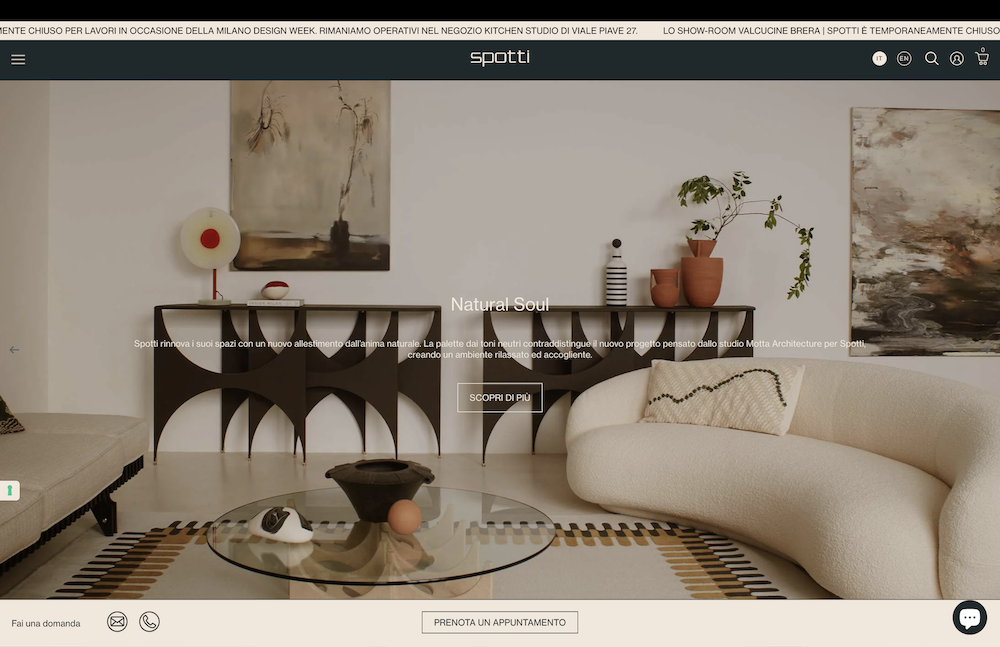 MENTE CHIUSO PER LAVORI IN OCCASIONE DELLA MILANO DESIGN WEEK. RIMANIAMO OPERATIVI NEL NEGOZIO KITCHEN STUDIO DI VIALE PIAVE 27. LO SHOW-ROOM VALCUCINE BRERA | SPOTTI È TEMPORANEAMENTE CHIUSO
spotti
IT EN 0
Natural Soul
Spotti rinnova i suoi spazi con un nuovo allestimento dall'anima naturale. La palette dai toni neutri contraddistingue il nuovo progetto pensato dallo studio Motta Architecture per Spotti,
creando un ambiente rilassato ed accogliente.
SCOPRI DI PIÙ
Fai una domanda
PRENOTA UN APPUNTAMENTO